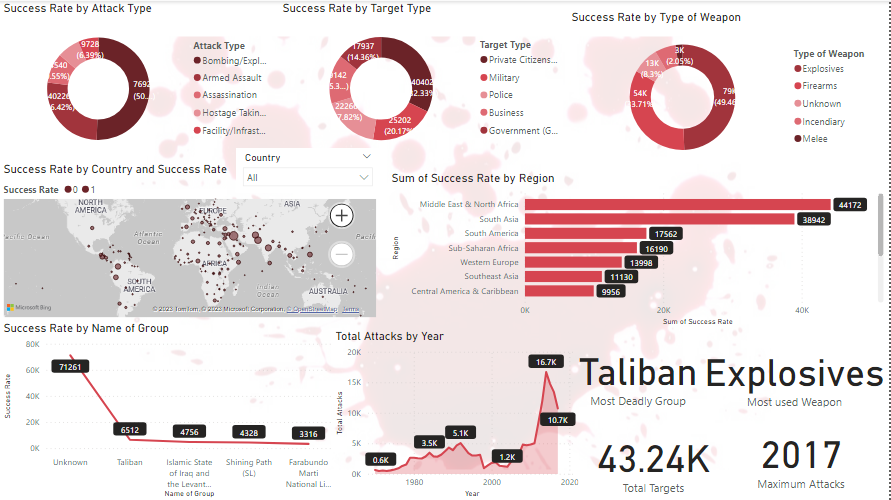 Success Rate by Attack Type
9728
(6.39%)
540
.55%)
40226
6.42%)
7692
(50....
Attack Type
Bombing/Expl...
Armed Assault
Assassination
Hostage Takin...
Facility/Infrast...
Success Rate by Target Type
17937
(14.36%)
9142
5.3...)
22260
7.82%)
25202
(20.17%)
40402
32.33%)
Target Type
Private Citizens...
Military
Police
Business
Government (G...
Success Rate by Type of Weapon
3K
(2.05%)
13K
(8.3%)
54K
3.71%)
79K
(49.46
Type of Weapon
Explosives
Firearms
Unknown
Incendiary
Melee
Country
All
Success Rate by Country and Success Rate
Success Rate 0 1
NORTH
AMERICA
EUROPE
ASIA
Pacific Ocean
Atlantic
Ocean
AFRICA
SOUTH
AMERICA
Indian
Ocean
AUSTRALIA
Microsoft Bing
© 2023 TomTom, © 2023 Microsoft Corporation, © OpenStreetMap Terms
Sum of Success Rate by Region
Region
Middle East & North Africa 44172
South Asia 38942
South America 17562
Sub-Saharan Africa 16190
Western Europe 13998
Southeast Asia 11130
Central America & Caribbean 9956
0K 20K 40K
Sum of Success Rate
Success Rate by Name of Group
Success Rate
80K
60K
40K
20K
0K
71261
6512
4756
4328
3316
Unknown
Taliban
Islamic State
of Iraq and
the Levant...
Shining Path
(SL)
Farabundo
Marti
National Li...
Name of Group
Total Attacks by Year
Total Attacks
20K
15K
10K
5K
0K
0.6K
3.5K
5.1K
1.2K
16.7K
10.7K
1980 2000 2020
Year
Taliban
Most Deadly Group
Explosives
Most used Weapon
43.24K
Total Targets
2017
Maximum Attacks